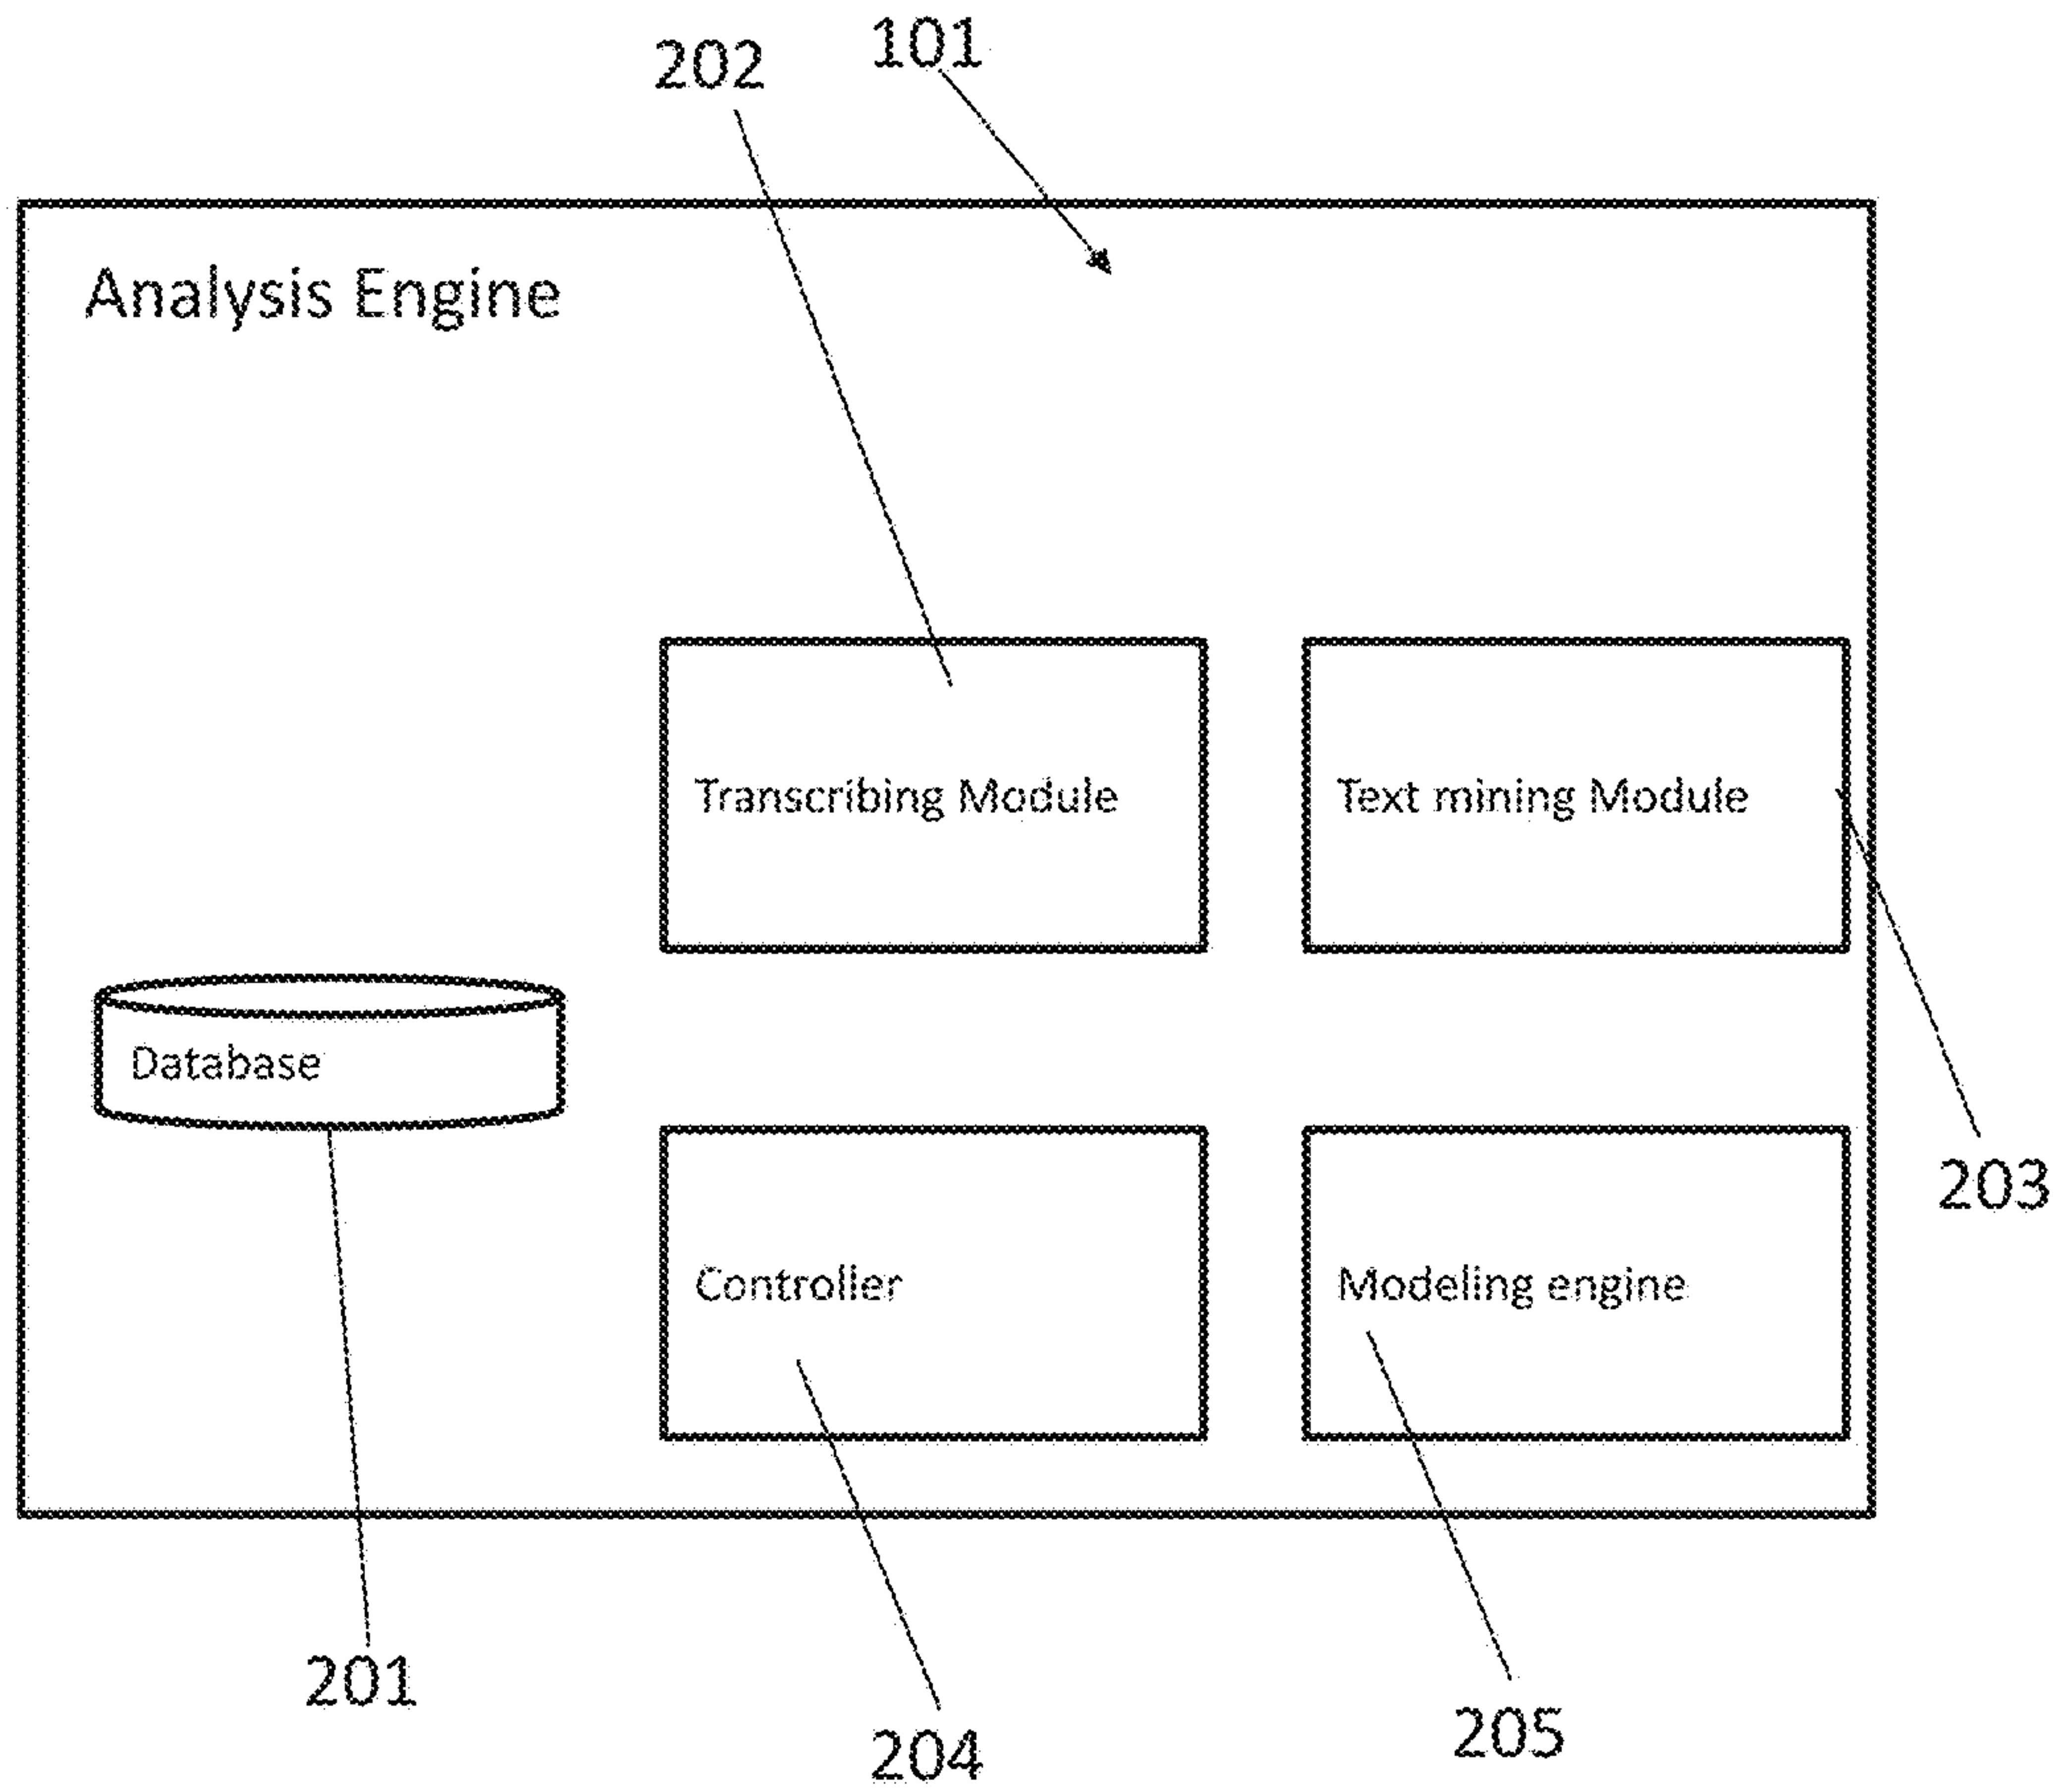 202
101
Analysis Engine
Transcribing Module
Text mining Module
Database
203
Controller
Modeling engine
201
204
205